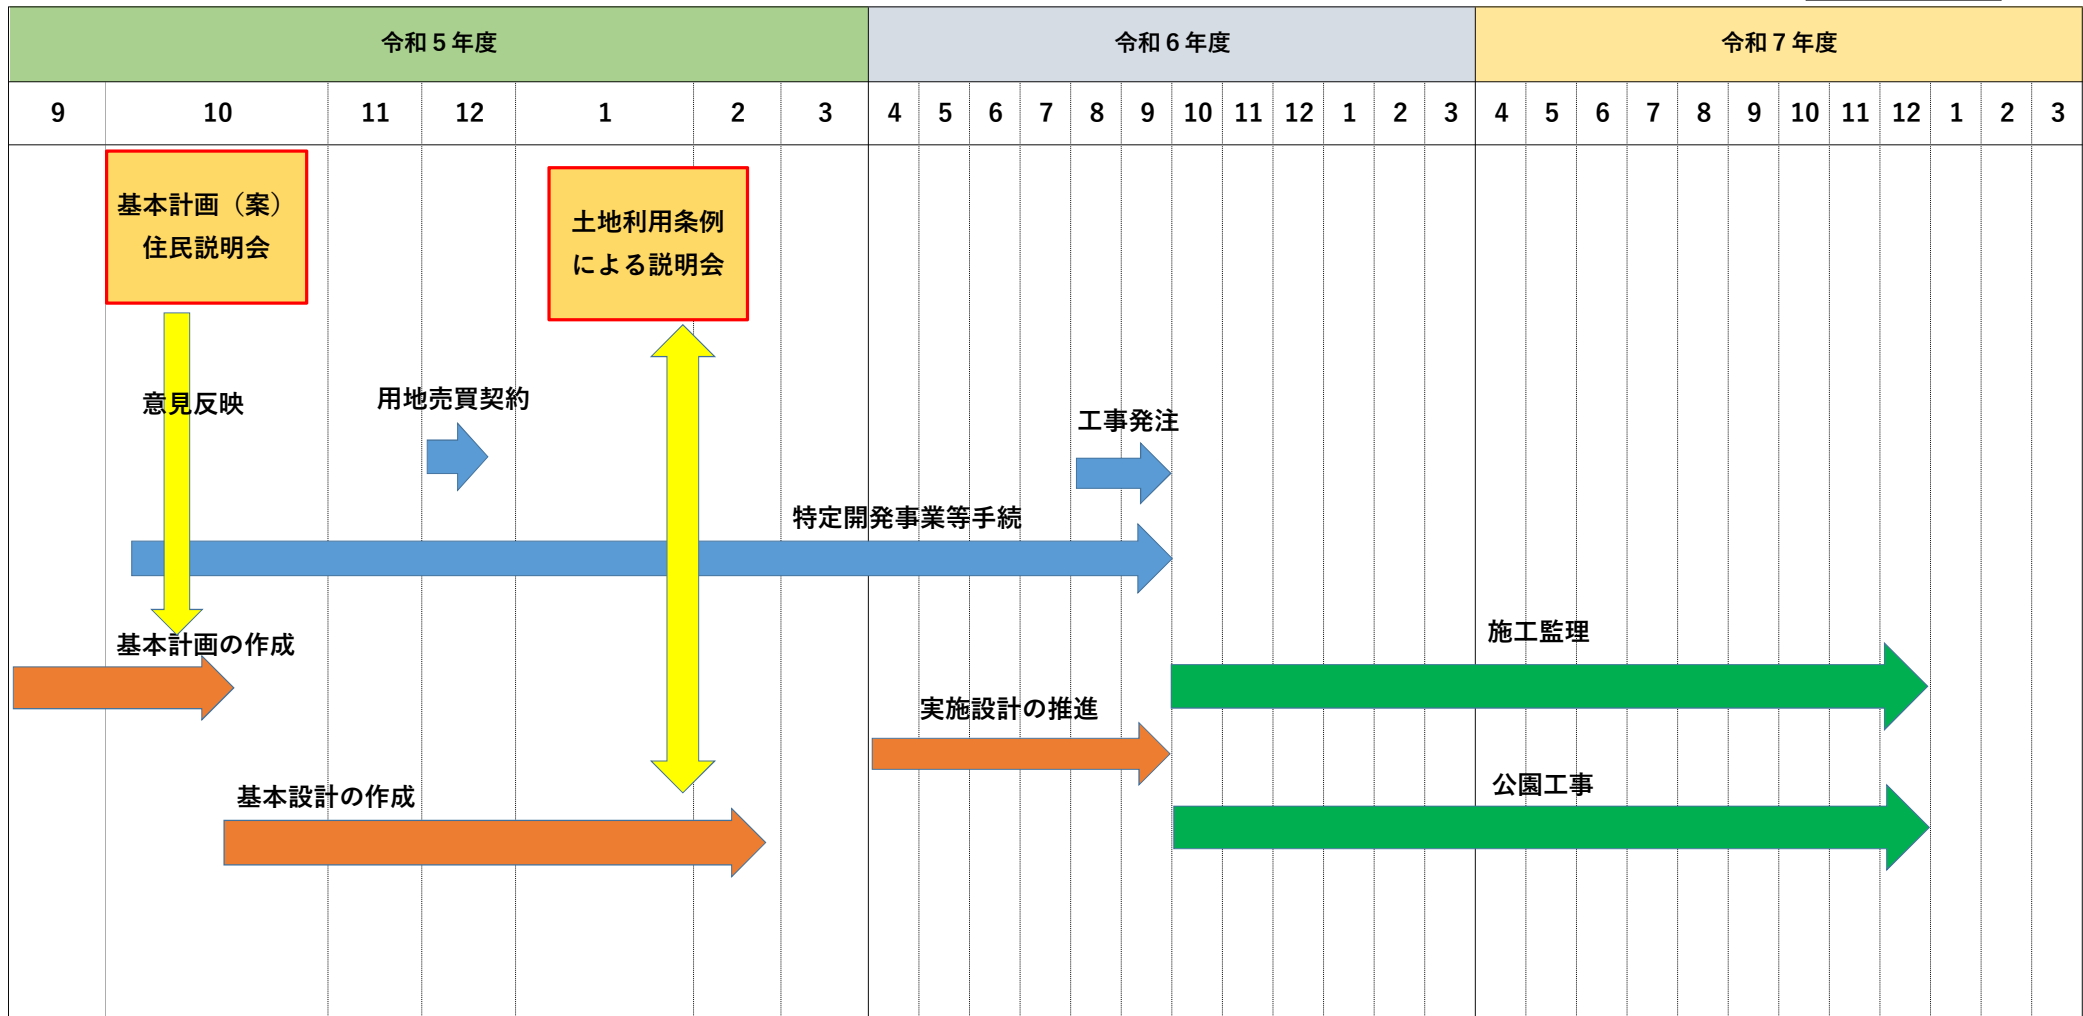 令和５年度
令和６年度
令和７年度
9 10 11 12 1 2 3 4 5 6 7 8 9 10 11 12 1 2 3 4 5 6 7 8 9 10 11 12 1 2 3
基本計画（案）
住民説明会
土地利用条例
による説明会
意見反映
用地売買契約
工事発注
特定開発事業等手続
基本計画の作成
施工監理
実施設計の推進
基本設計の作成
公園工事